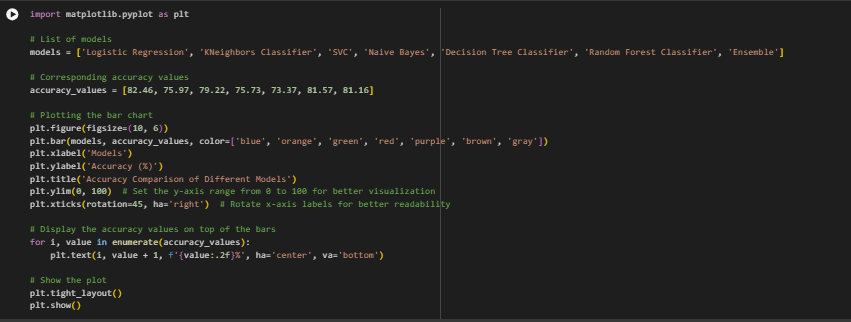 import matplotlib.pyplot as plt

# List of models
models = ['Logistic Regression', 'KNeighbors Classifier', 'SVC', 'Naive Bayes', 'Decision Tree Classifier', 'Random Forest Classifier', 'Ensemble']

# Corresponding accuracy values
accuracy_values = [82.46, 75.97, 79.22, 75.73, 73.37, 81.57, 81.16]

# Plotting the bar chart
plt.figure(figsize=(10, 6))
plt.bar(models, accuracy_values, color=['blue', 'orange', 'green', 'red', 'purple', 'brown', 'gray'])
plt.xlabel('Models')
plt.ylabel('Accuracy (%)')
plt.title('Accuracy Comparison of Different Models')
plt.ylim(0, 100)  # Set the y-axis range from 0 to 100 for better visualization
plt.xticks(rotation=45, ha='right')  # Rotate x-axis labels for better readability

# Display the accuracy values on top of the bars
for i, value in enumerate(accuracy_values):
    plt.text(i, value + 1, f'{value:.2f}%', ha='center', va='bottom')

# Show the plot
plt.tight_layout()
plt.show()